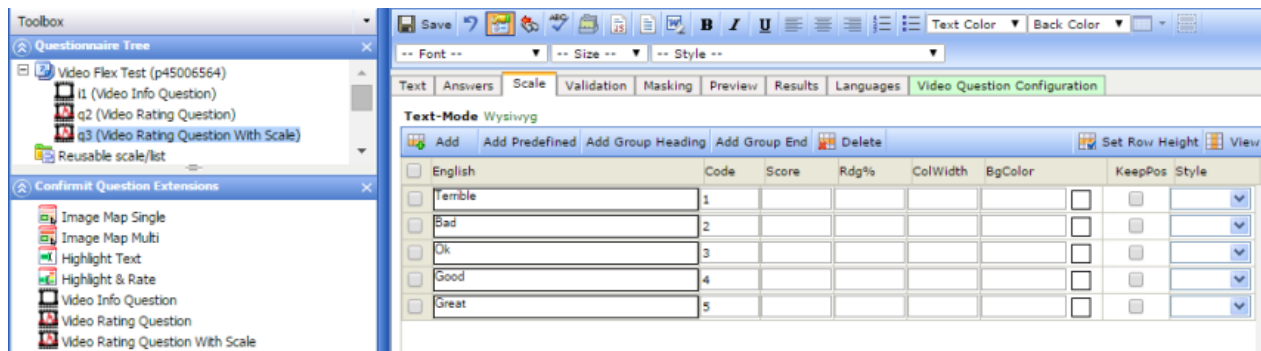 Toolbox
Questionnaire Tree
Video Flex Test (p45006564)
i1 (Video Info Question)
q2 (Video Rating Question)
q3 (Video Rating Question With Scale)
Reusable scale/list
Confirmit Question Extensions
Image Map Single
Image Map Multi
Highlight Text
Highlight & Rate
Video Info Question
Video Rating Question
Video Rating Question With Scale
Save ABC JS B I U Text Color Back Color
-- Font -- -- Size -- -- Style --
Text Answers Scale Validation Masking Preview Results Languages Video Question Configuration
Text-Mode Wysiwyg
Add Add Predefined Add Group Heading Add Group End Delete Set Row Height View
English Code Score Rdg% ColWidth BgColor KeepPos Style
Terrible 1
Bad 2
Ok 3
Good 4
Great 5